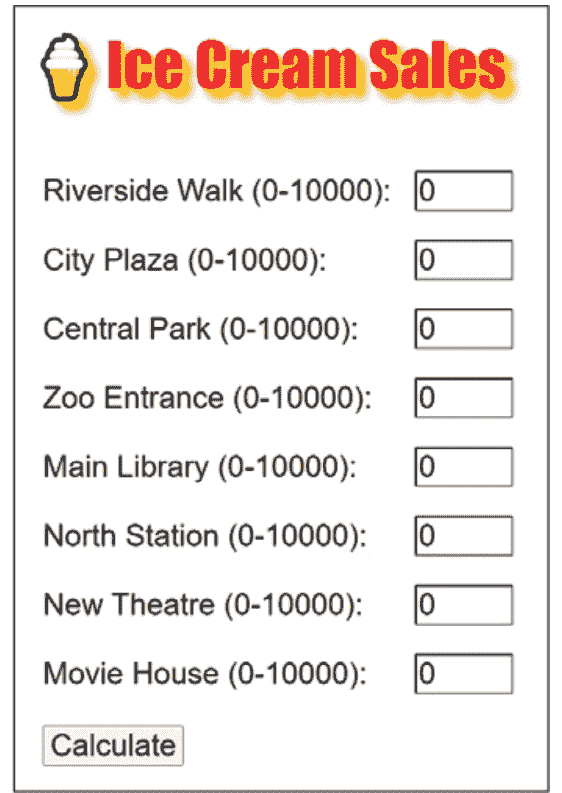 Ice Cream Sales
Riverside Walk (0-10000): 0
City Plaza (0-10000): 0
Central Park (0-10000): 0
Zoo Entrance (0-10000): 0
Main Library (0-10000): 0
North Station (0-10000): 0
New Theatre (0-10000): 0
Movie House (0-10000): 0
Calculate